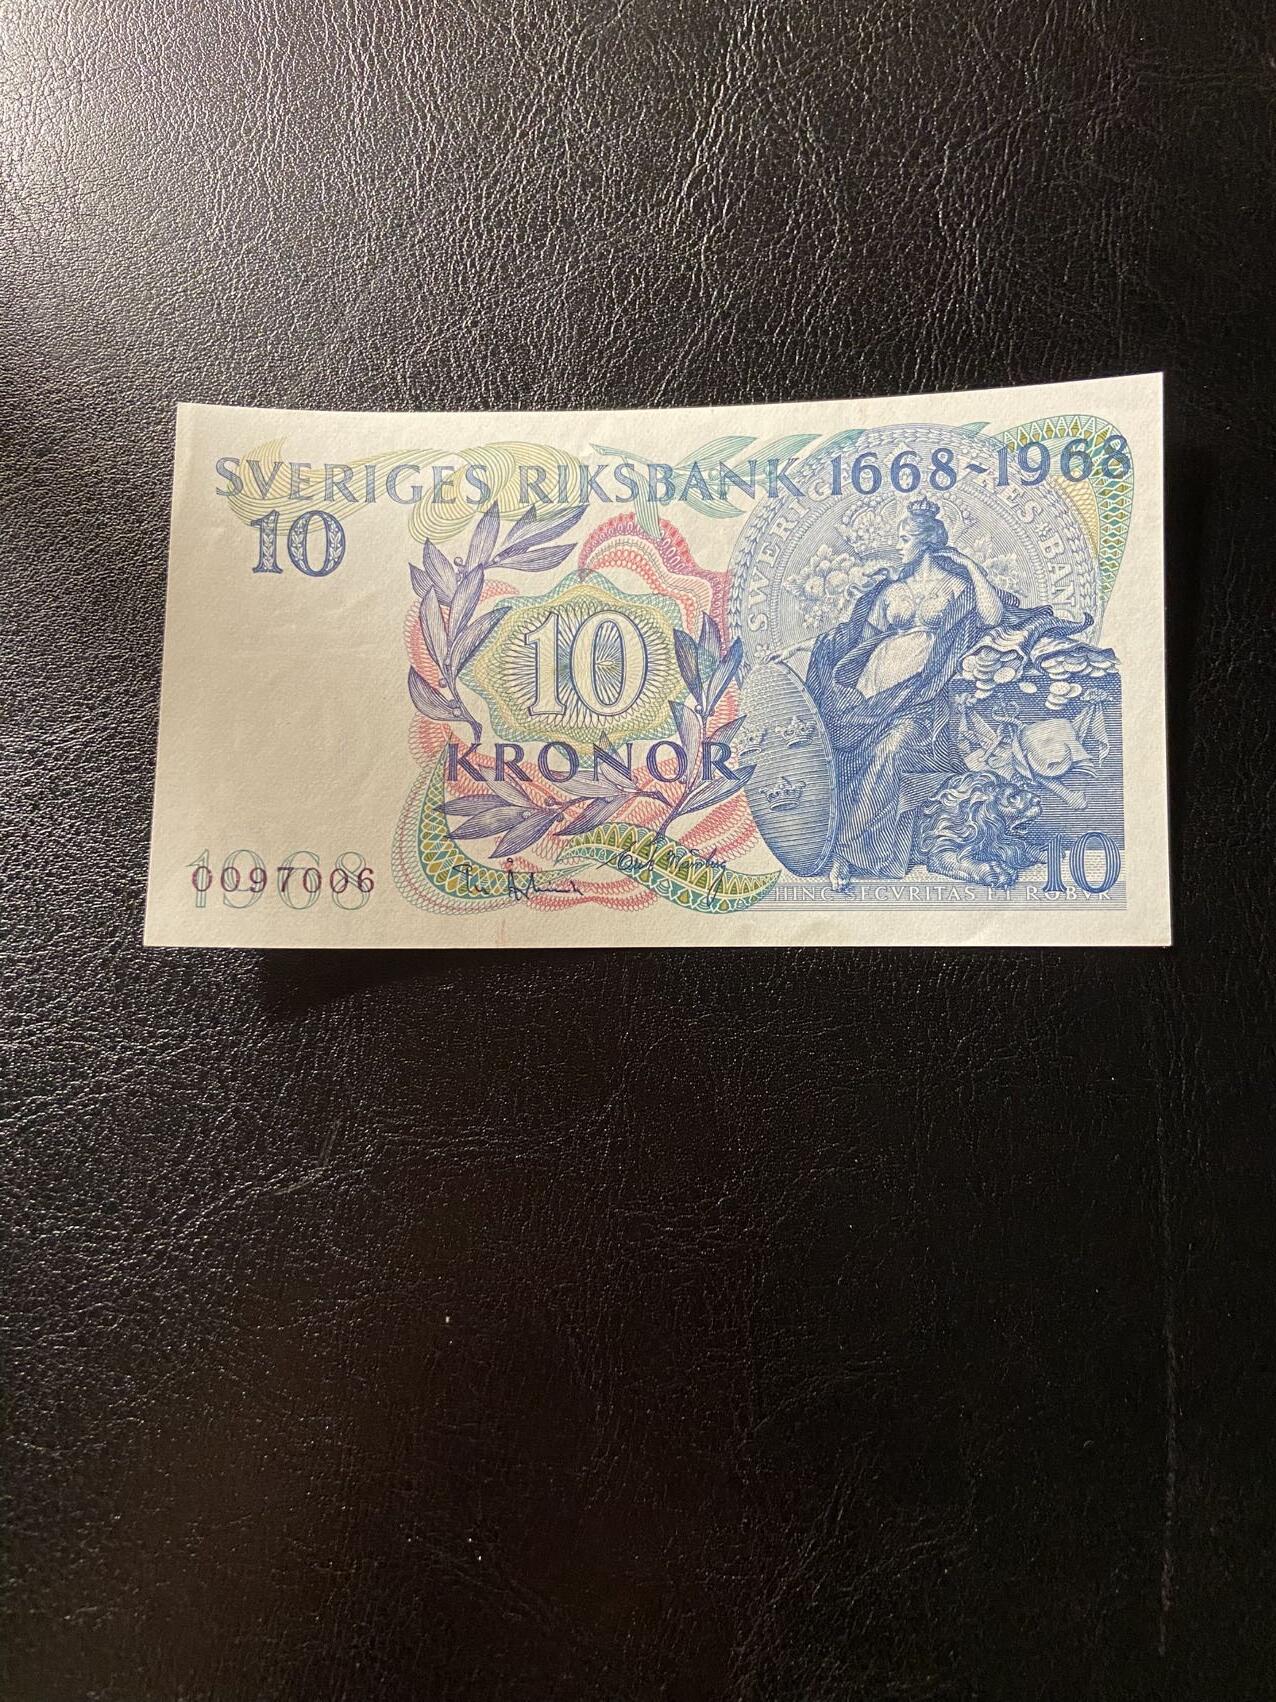 SVERIGES RIKSBANK 1668-1968
10
10
KRONOR
1968
0097006
HINC SECVRITAS ET ROBVR
10